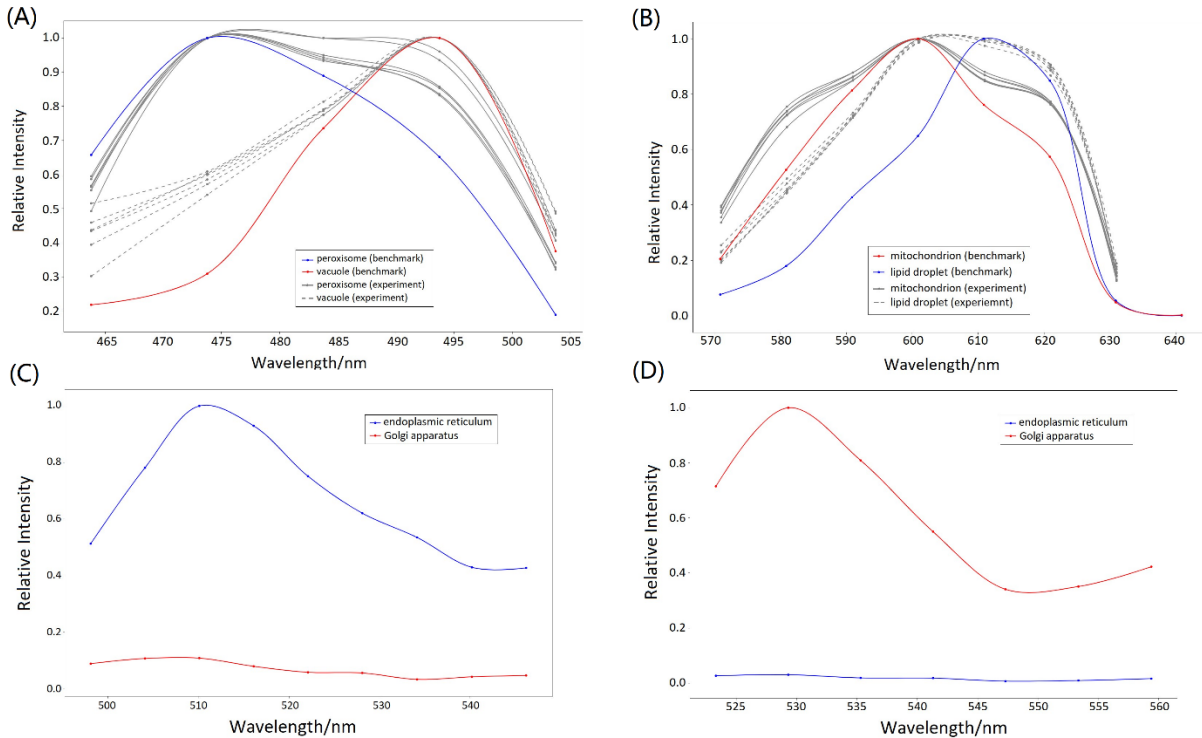 (A)
Relative Intensity
1.0
0.9
0.8
0.7
0.6
0.5
0.4
0.3
0.2
peroxisome (benchmark)
vacuole (benchmark)
peroxisome (experiment)
vacuole (experiment)
465 470 475 480 485 490 495 500 505
Wavelength/nm
(B)
Relative Intensity
1.0
0.8
0.6
0.4
0.2
0.0
mitochondrion (benchmark)
lipid droplet (benchmark)
mitochondrion (experiment)
lipid droplet (experiemnt)
570 580 590 600 610 620 630 640
Wavelength/nm
(C)
Relative Intensity
1.0
0.8
0.6
0.4
0.2
0.0
endoplasmic reticulum
Golgi apparatus
500 510 520 530 540
Wavelength/nm
(D)
Relative Intensity
1.0
0.8
0.6
0.4
0.2
0.0
endoplasmic reticulum
Golgi apparatus
525 530 535 540 545 550 555 560
Wavelength/nm